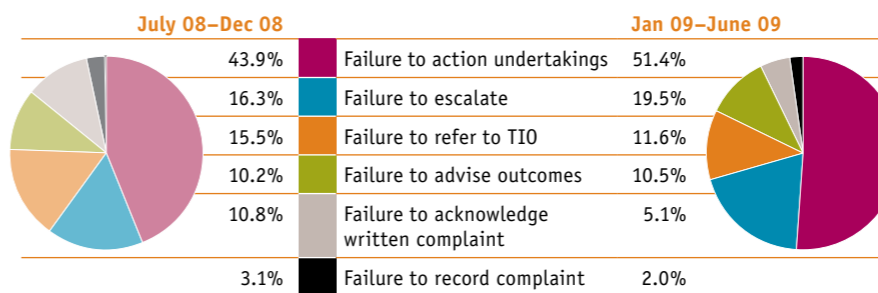 July 08–Dec 08 Jan 09–June 09
43.9% Failure to action undertakings 51.4%
16.3% Failure to escalate 19.5%
15.5% Failure to refer to TIO 11.6%
10.2% Failure to advise outcomes 10.5%
10.8% Failure to acknowledge 5.1%
written complaint
3.1% Failure to record complaint 2.0%